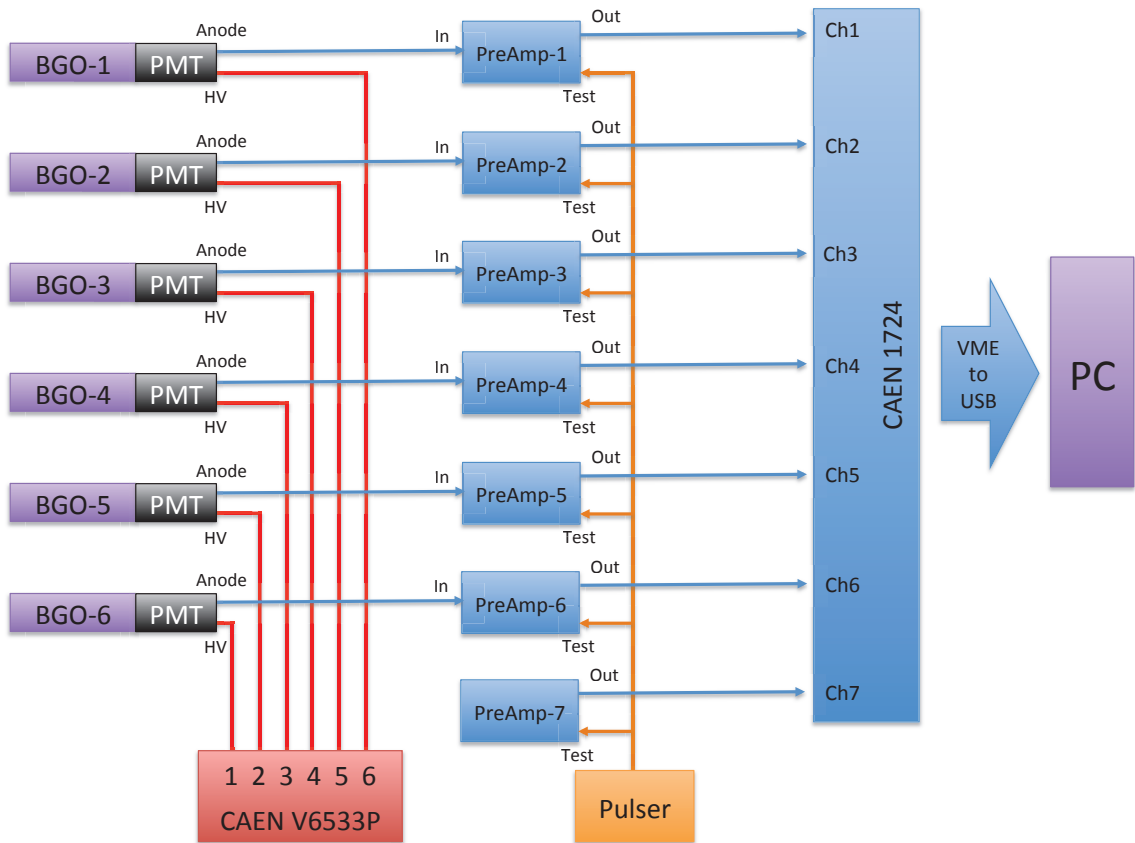 Anode
Out
BGO-1
PMT
In
PreAmp-1
Ch1
HV
Test
Anode
Out
BGO-2
PMT
In
PreAmp-2
Ch2
HV
Test
Anode
Out
BGO-3
PMT
In
PreAmp-3
Ch3
HV
Test
Anode
Out
BGO-4
PMT
In
PreAmp-4
Ch4
HV
Test
Anode
Out
BGO-5
PMT
In
PreAmp-5
Ch5
HV
Test
Anode
Out
BGO-6
PMT
In
PreAmp-6
Ch6
HV
Test
Out
PreAmp-7
Ch7
Test
CAEN 1724
VME
to
USB
PC
1 2 3 4 5 6
CAEN V6533P
Pulser